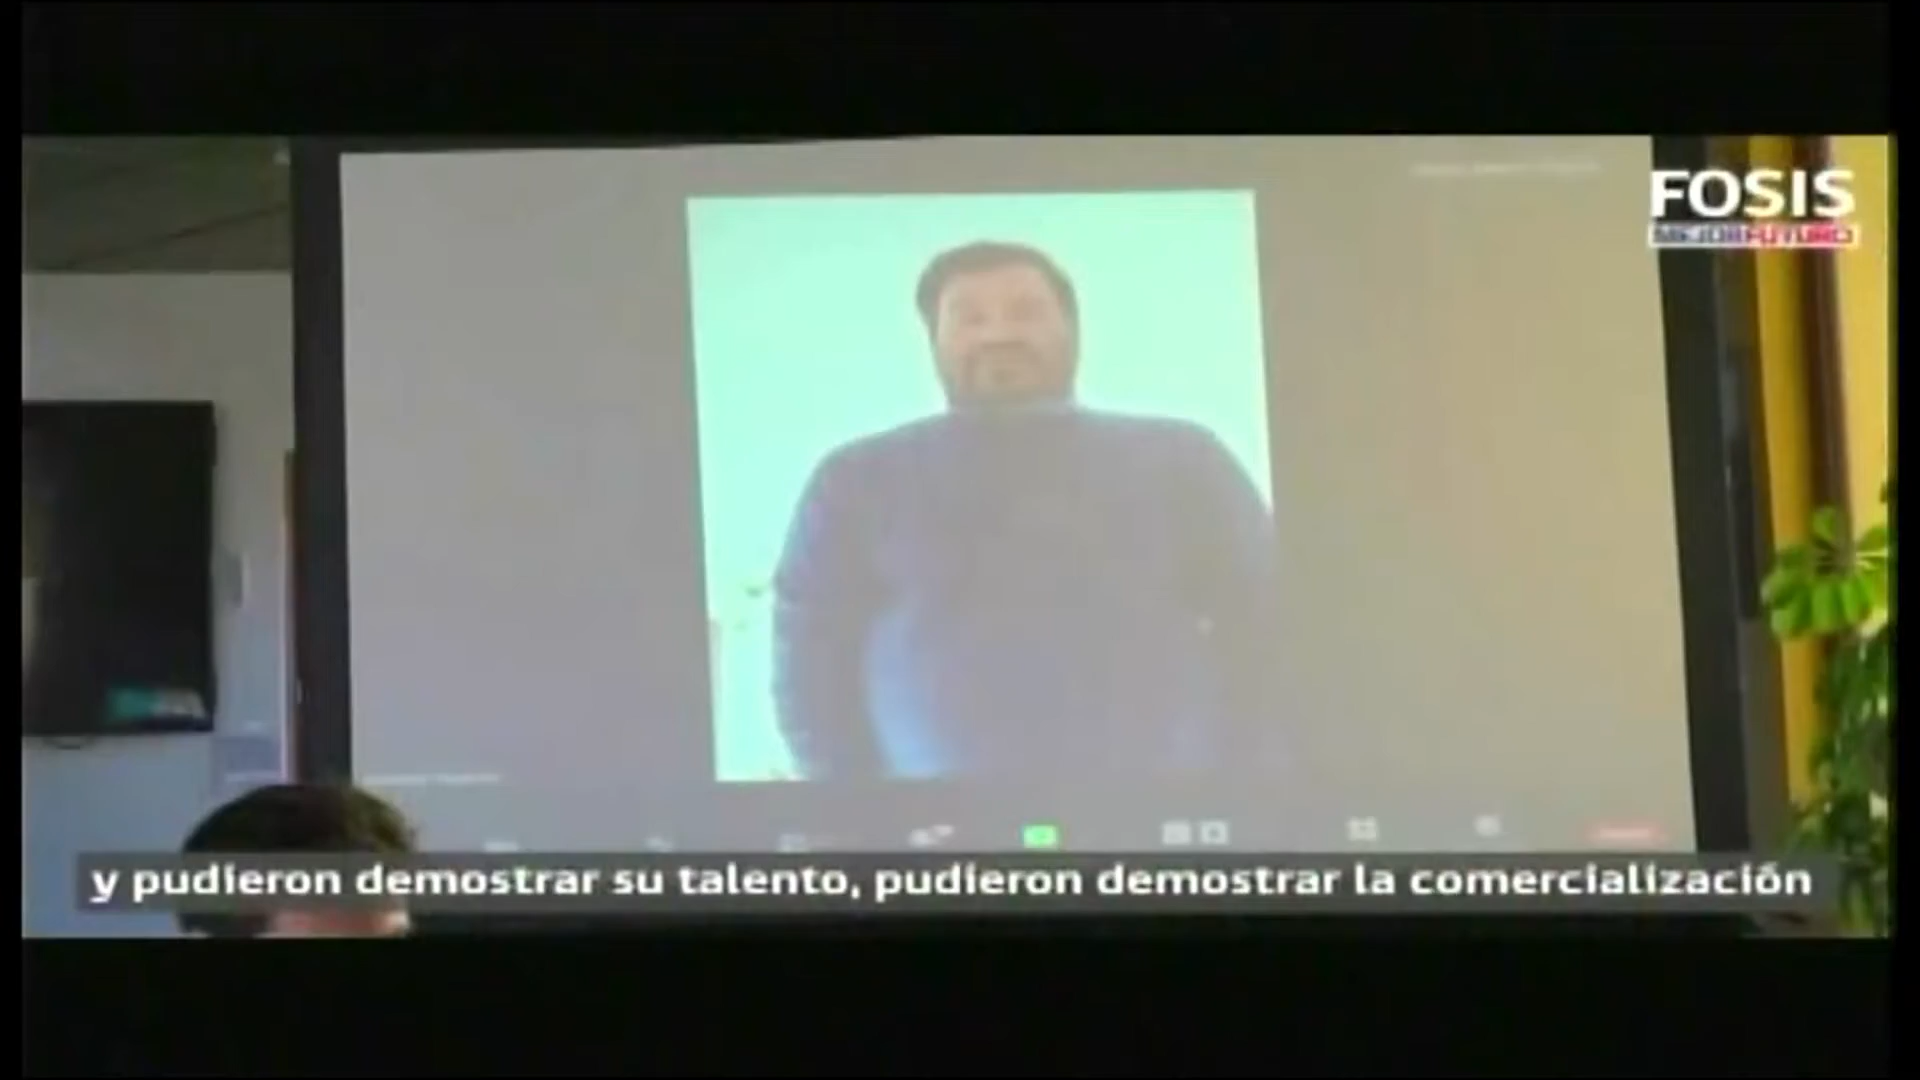 FOSIS
MEJOR FUTURO
y pudieron demostrar su talento, pudieron demostrar la comercialización